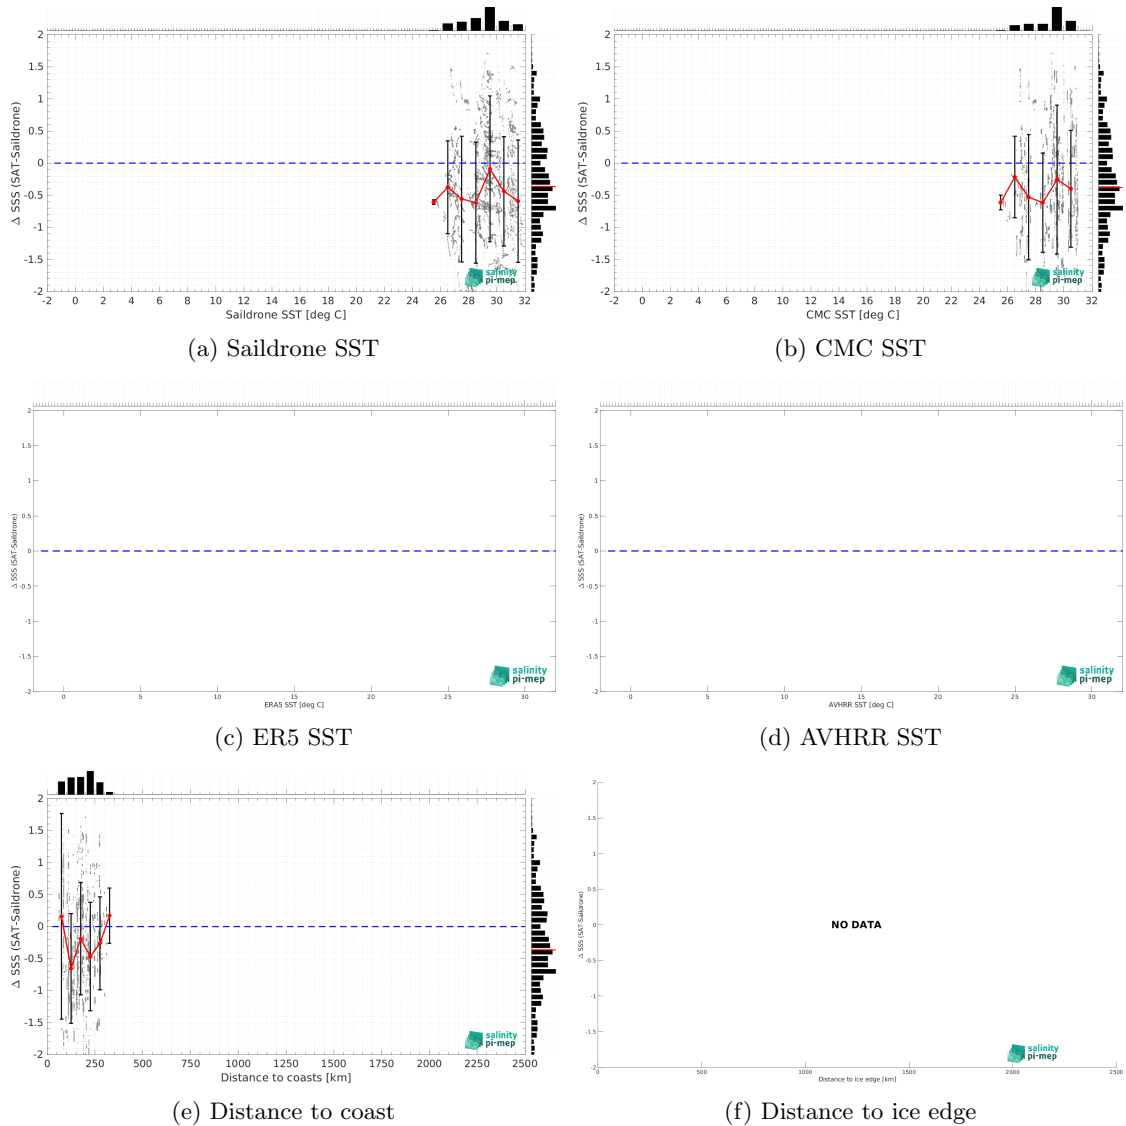 2
1.5
1
0.5
0
-0.5
-1
-1.5
-2
Δ SSS (SAT-Saildrone)
-2 0 2 4 6 8 10 12 14 16 18 20 22 24 26 28 30 32
Saildrone SST [deg C]
salinity
pi-mep
(a) Saildrone SST
2
1.5
1
0.5
0
-0.5
-1
-1.5
-2
Δ SSS (SAT-Saildrone)
-2 0 2 4 6 8 10 12 14 16 18 20 22 24 26 28 30 32
CMC SST [deg C]
salinity
pi-mep
(b) CMC SST
2
1.5
1
0.5
0
-0.5
-1
-1.5
-2
Δ SSS (SAT-Saildrone)
0 5 10 15 20 25 30
ERA5 SST [deg C]
salinity
pi-mep
(c) ER5 SST
2
1.5
1
0.5
0
-0.5
-1
-1.5
-2
Δ SSS (SAT-Saildrone)
0 5 10 15 20 25 30
AVHRR SST [deg C]
salinity
pi-mep
(d) AVHRR SST
2
1.5
1
0.5
0
-0.5
-1
-1.5
-2
Δ SSS (SAT-Saildrone)
0 250 500 750 1000 1250 1500 1750 2000 2250 2500
Distance to coasts [km]
salinity
pi-mep
(e) Distance to coast
2
1.5
1
0.5
0
-0.5
-1
-1.5
-2
Δ SSS (SAT-Saildrone)
NO DATA
0 500 1000 1500 2000 2500
Distance to ice edge [km]
salinity
pi-mep
(f) Distance to ice edge